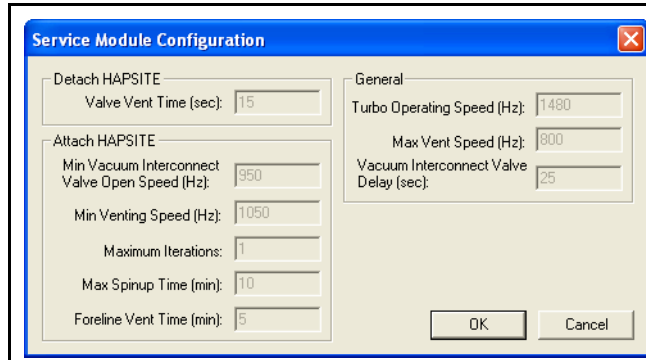 Service Module Configuration
Detach HAPSITE
Valve Vent Time (sec): 15
Attach HAPSITE
Min Vacuum Interconnect
Valve Open Speed (Hz): 950
Min Venting Speed (Hz): 1050
Maximum Iterations: 1
Max Spinup Time (min): 10
Foreline Vent Time (min): 5
General
Turbo Operating Speed (Hz): 1480
Max Vent Speed (Hz): 800
Vacuum Interconnect Valve
Delay (sec): 25
OK
Cancel